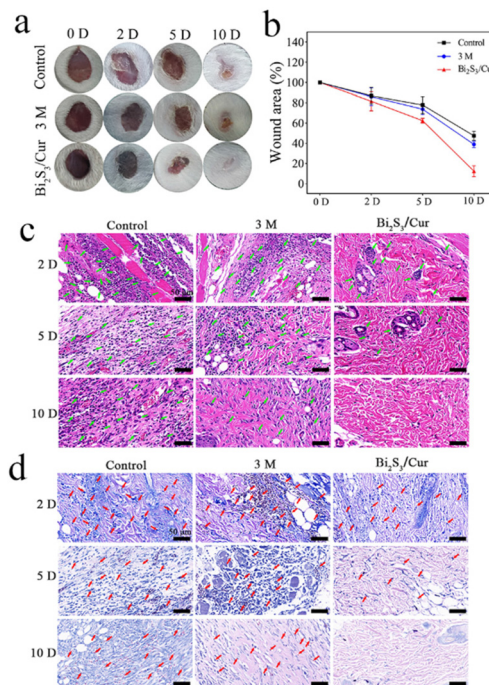 a
0 D 2 D 5 D 10 D
Control
3 M
Bi₂S₃/Cur
b
Wound area (%)
140
120
100
80
60
40
20
0
0 D 2 D 5 D 10 D
Control
3 M
Bi₂S₃/Cur
c
Control 3 M Bi₂S₃/Cur
2 D
5 D
10 D
d
Control 3 M Bi₂S₃/Cur
2 D
50 μm
5 D
10 D